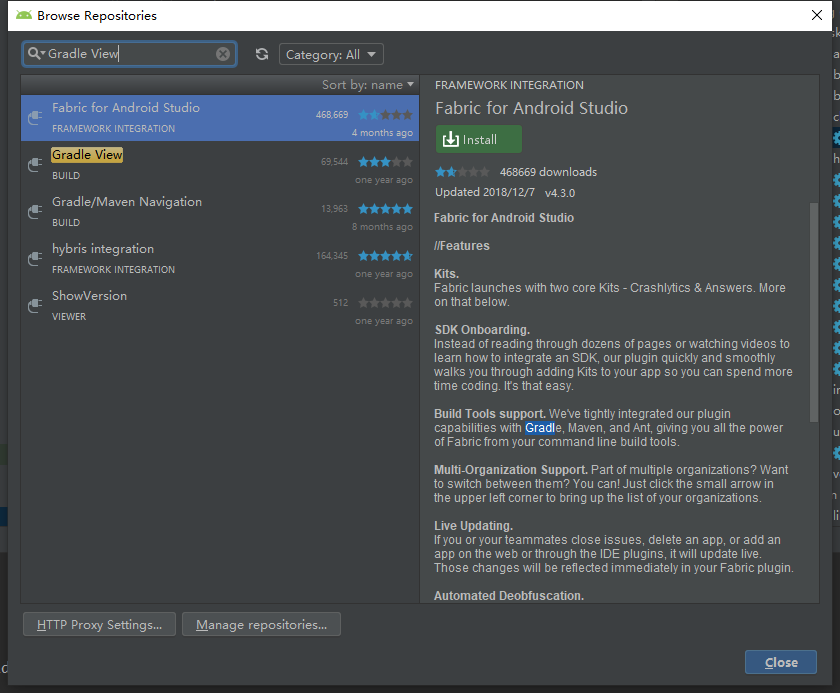 Browse Repositories
Gradle View
Category: All
Sort by: name
Fabric for Android Studio
FRAMEWORK INTEGRATION
468,669
4 months ago
Gradle View
BUILD
69,544
one year ago
Gradle/Maven Navigation
BUILD
13,963
8 months ago
hybris integration
FRAMEWORK INTEGRATION
164,345
one year ago
ShowVersion
VIEWER
512
one year ago
FRAMEWORK INTEGRATION
Fabric for Android Studio
Install
468669 downloads
Updated 2018/12/7 v4.3.0
Fabric for Android Studio
//Features
Kits.
Fabric launches with two core Kits - Crashlytics & Answers. More
on that below.
SDK Onboarding.
Instead of reading through dozens of pages or watching videos to
learn how to integrate an SDK, our plugin quickly and smoothly
walks you through adding Kits to your app so you can spend more
time coding. It's that easy.
Build Tools support. We've tightly integrated our plugin
capabilities with Gradle, Maven, and Ant, giving you all the power
of Fabric from your command line build tools.
Multi-Organization Support. Part of multiple organizations? Want
to switch between them? You can! Just click the small arrow in
the upper left corner to bring up the list of your organizations.
Live Updating.
If you or your teammates close issues, delete an app, or add an
app on the web or through the IDE plugins, it will update live.
Those changes will be reflected immediately in your Fabric plugin.
Automated Deobfuscation.
HTTP Proxy Settings...
Manage repositories...
Close